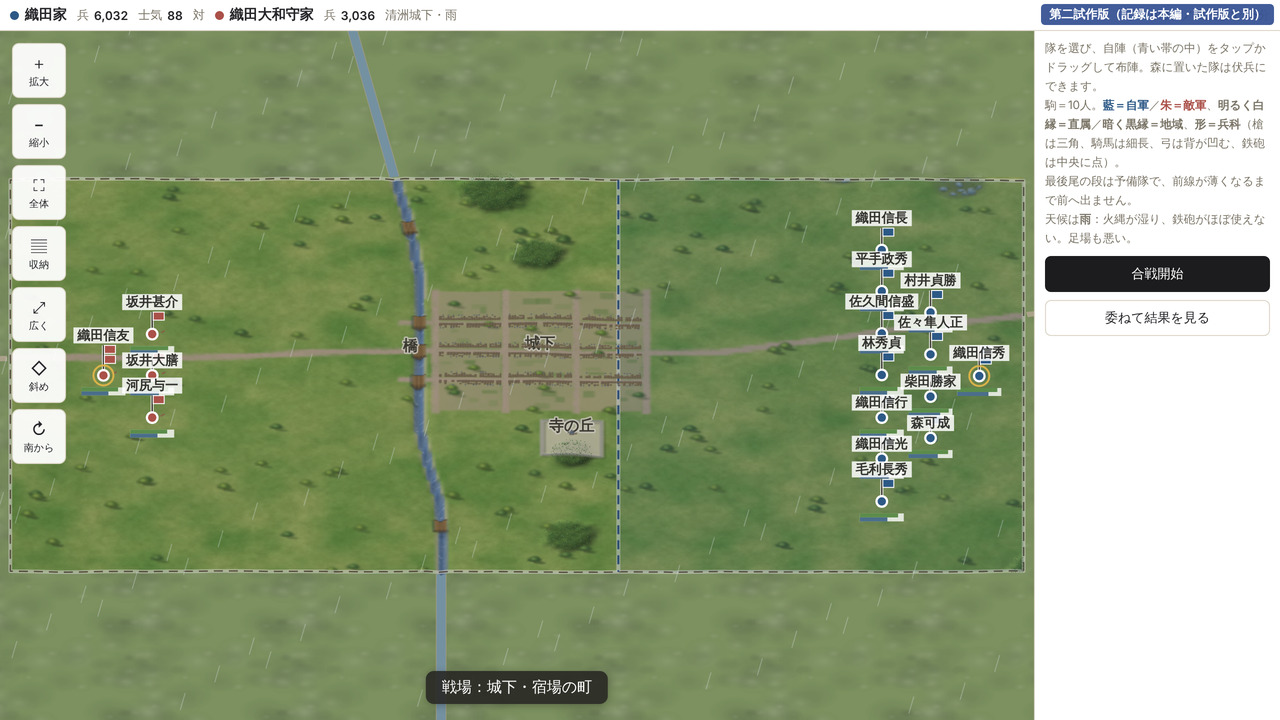 織田家 兵 6,032 士気 88 対 織田大和守家 兵 3,036 清洲城下・雨
第二試作版（記録は本編・試作版と別）
＋
拡大
−
縮小
全体
収納
広く
斜め
南から
坂井甚介
織田信友
坂井大膳
河尻与一
橋
城下
寺の丘
織田信長
平手政秀
村井貞勝
佐久間信盛
佐々隼人正
林秀貞
織田信秀
柴田勝家
織田信行
森可成
織田信光
毛利長秀
戦場：城下・宿場の町
隊を選び、自陣（青い帯の中）をタップか
ドラッグして布陣。森に置いた隊は伏兵に
できます。
駒＝10人。藍＝自軍／朱＝敵軍、明るく白
縁＝直属／暗く黒縁＝地域、形＝兵科（槍
は三角、騎馬は細長、弓は背が凹む、鉄砲
は中央に点）。
最後尾の段は予備隊で、前線が薄くなるま
で前へ出ません。
天候は雨：火縄が湿り、鉄砲がほぼ使えな
い。足場も悪い。
合戦開始
委ねて結果を見る